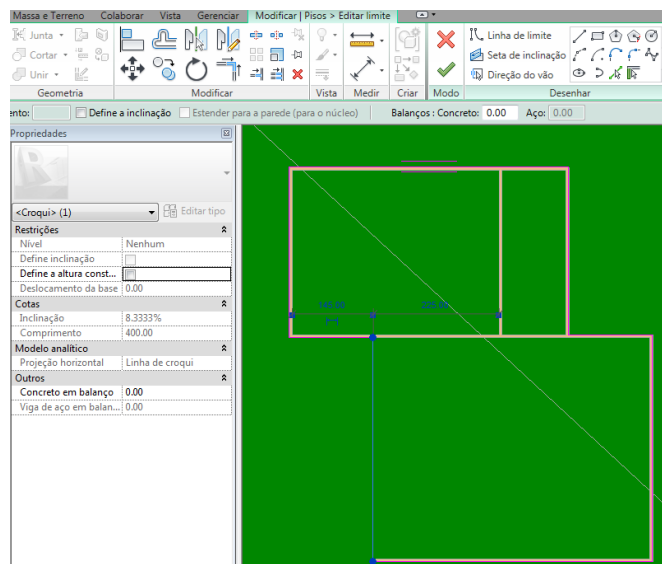 Massa e Terreno Colaborar Vista Gerenciar Modificar | Pisos > Editar limite
Junta
Cortar
Unir
Linha de limite
Seta de inclinação
Direção do vão
Geometria Modificar Vista Medir Criar Modo Desenhar
nto: Define a inclinação Estender para a parede (para o núcleo) Balanços : Concreto: 0.00 Aço: 0.00
Propriedades
<Croqui> (1) Editar tipo
Restrições
Nível Nenhum
Define inclinação
Define a altura const...
Deslocamento da base 0.00
Cotas
Inclinação 8.3333%
Comprimento 400.00
Modelo analítico
Projeção horizontal Linha de croqui
Outros
Concreto em balanço 0.00
Viga de aço em balan... 0.00
145.00